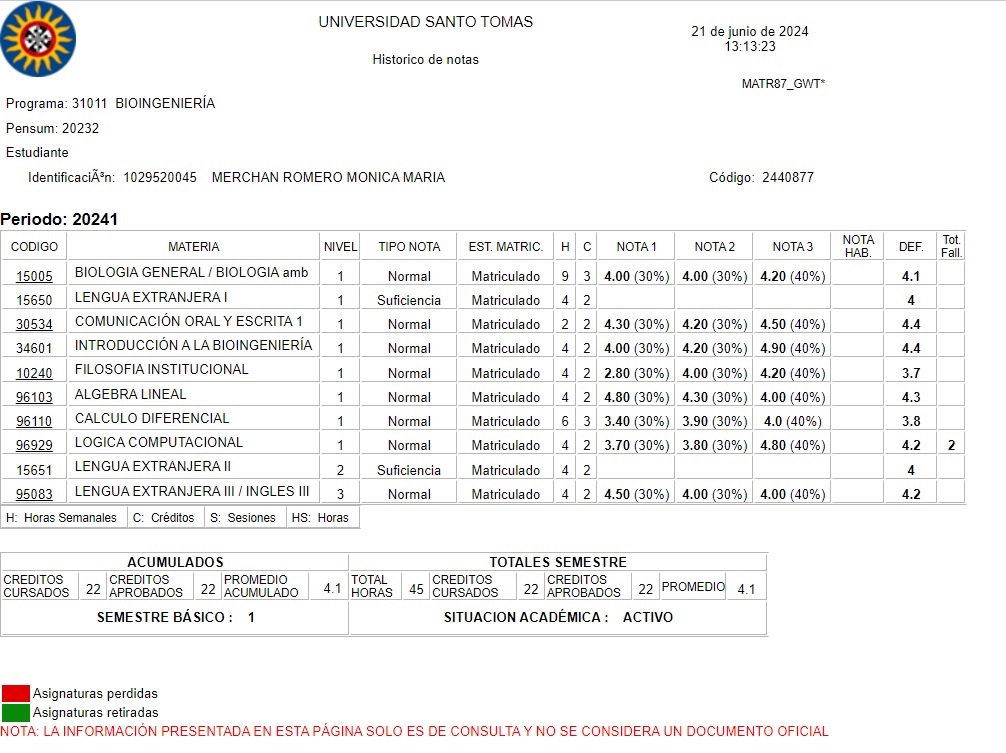 UNIVERSIDAD SANTO TOMAS
21 de junio de 2024
13:13:23
Historico de notas
MATR87_GWT*
Programa: 31011 BIOINGENIERÍA
Pensum: 20232
Estudiante
IdentificaciÃ³n: 1029520045 MERCHAN ROMERO MONICA MARIA Código: 2440877
Periodo: 20241
CODIGO MATERIA NIVEL TIPO NOTA EST. MATRIC. H C NOTA 1 NOTA 2 NOTA 3 NOTA HAB. DEF. Tot. Fall.
15005 BIOLOGIA GENERAL / BIOLOGIA amb 1 Normal Matriculado 9 3 4.00 (30%) 4.00 (30%) 4.20 (40%) 4.1
15650 LENGUA EXTRANJERA I 1 Suficiencia Matriculado 4 2 4
30534 COMUNICACIÓN ORAL Y ESCRITA 1 1 Normal Matriculado 2 2 4.30 (30%) 4.20 (30%) 4.50 (40%) 4.4
34601 INTRODUCCIÓN A LA BIOINGENIERÍA 1 Normal Matriculado 4 2 4.00 (30%) 4.20 (30%) 4.90 (40%) 4.4
10240 FILOSOFIA INSTITUCIONAL 1 Normal Matriculado 4 2 2.80 (30%) 4.00 (30%) 4.20 (40%) 3.7
96103 ALGEBRA LINEAL 1 Normal Matriculado 4 2 4.80 (30%) 4.30 (30%) 4.00 (40%) 4.3
96110 CALCULO DIFERENCIAL 1 Normal Matriculado 6 3 3.40 (30%) 3.90 (30%) 4.0 (40%) 3.8
96929 LOGICA COMPUTACIONAL 1 Normal Matriculado 4 2 3.70 (30%) 3.80 (30%) 4.80 (40%) 4.2 2
15651 LENGUA EXTRANJERA II 2 Suficiencia Matriculado 4 2 4
95083 LENGUA EXTRANJERA III / INGLES III 3 Normal Matriculado 4 2 4.50 (30%) 4.00 (30%) 4.00 (40%) 4.2
H: Horas Semanales C: Créditos S: Sesiones HS: Horas
ACUMULADOS TOTALES SEMESTRE
CREDITOS CURSADOS 22 CREDITOS APROBADOS 22 PROMEDIO ACUMULADO 4.1 TOTAL HORAS 45 CREDITOS CURSADOS 22 CREDITOS APROBADOS 22 PROMEDIO 4.1
SEMESTRE BÁSICO : 1 SITUACION ACADÉMICA : ACTIVO
Asignaturas perdidas
Asignaturas retiradas
NOTA: LA INFORMACIÓN PRESENTADA EN ESTA PÁGINA SOLO ES DE CONSULTA Y NO SE CONSIDERA UN DOCUMENTO OFICIAL